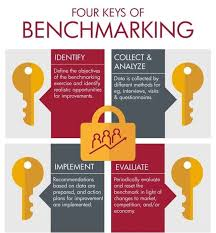 FOUR KEYS OF
BENCHMARKING
IDENTIFY
Define the objectives of
the benchmarking
exercise and identify
realistic opportunities
for improvements.
COLLECT &
ANALYZE
Data is collected by
different methods for
eg, interviews, visits
& questionnaires.
IMPLEMENT
Recommendations
based on data are
prepared, and action
plans for improvement
are implemented.
EVALUATE
Periodically evaluate
and reset the
benchmark in light of
changes to market,
competition, and/or
economy.